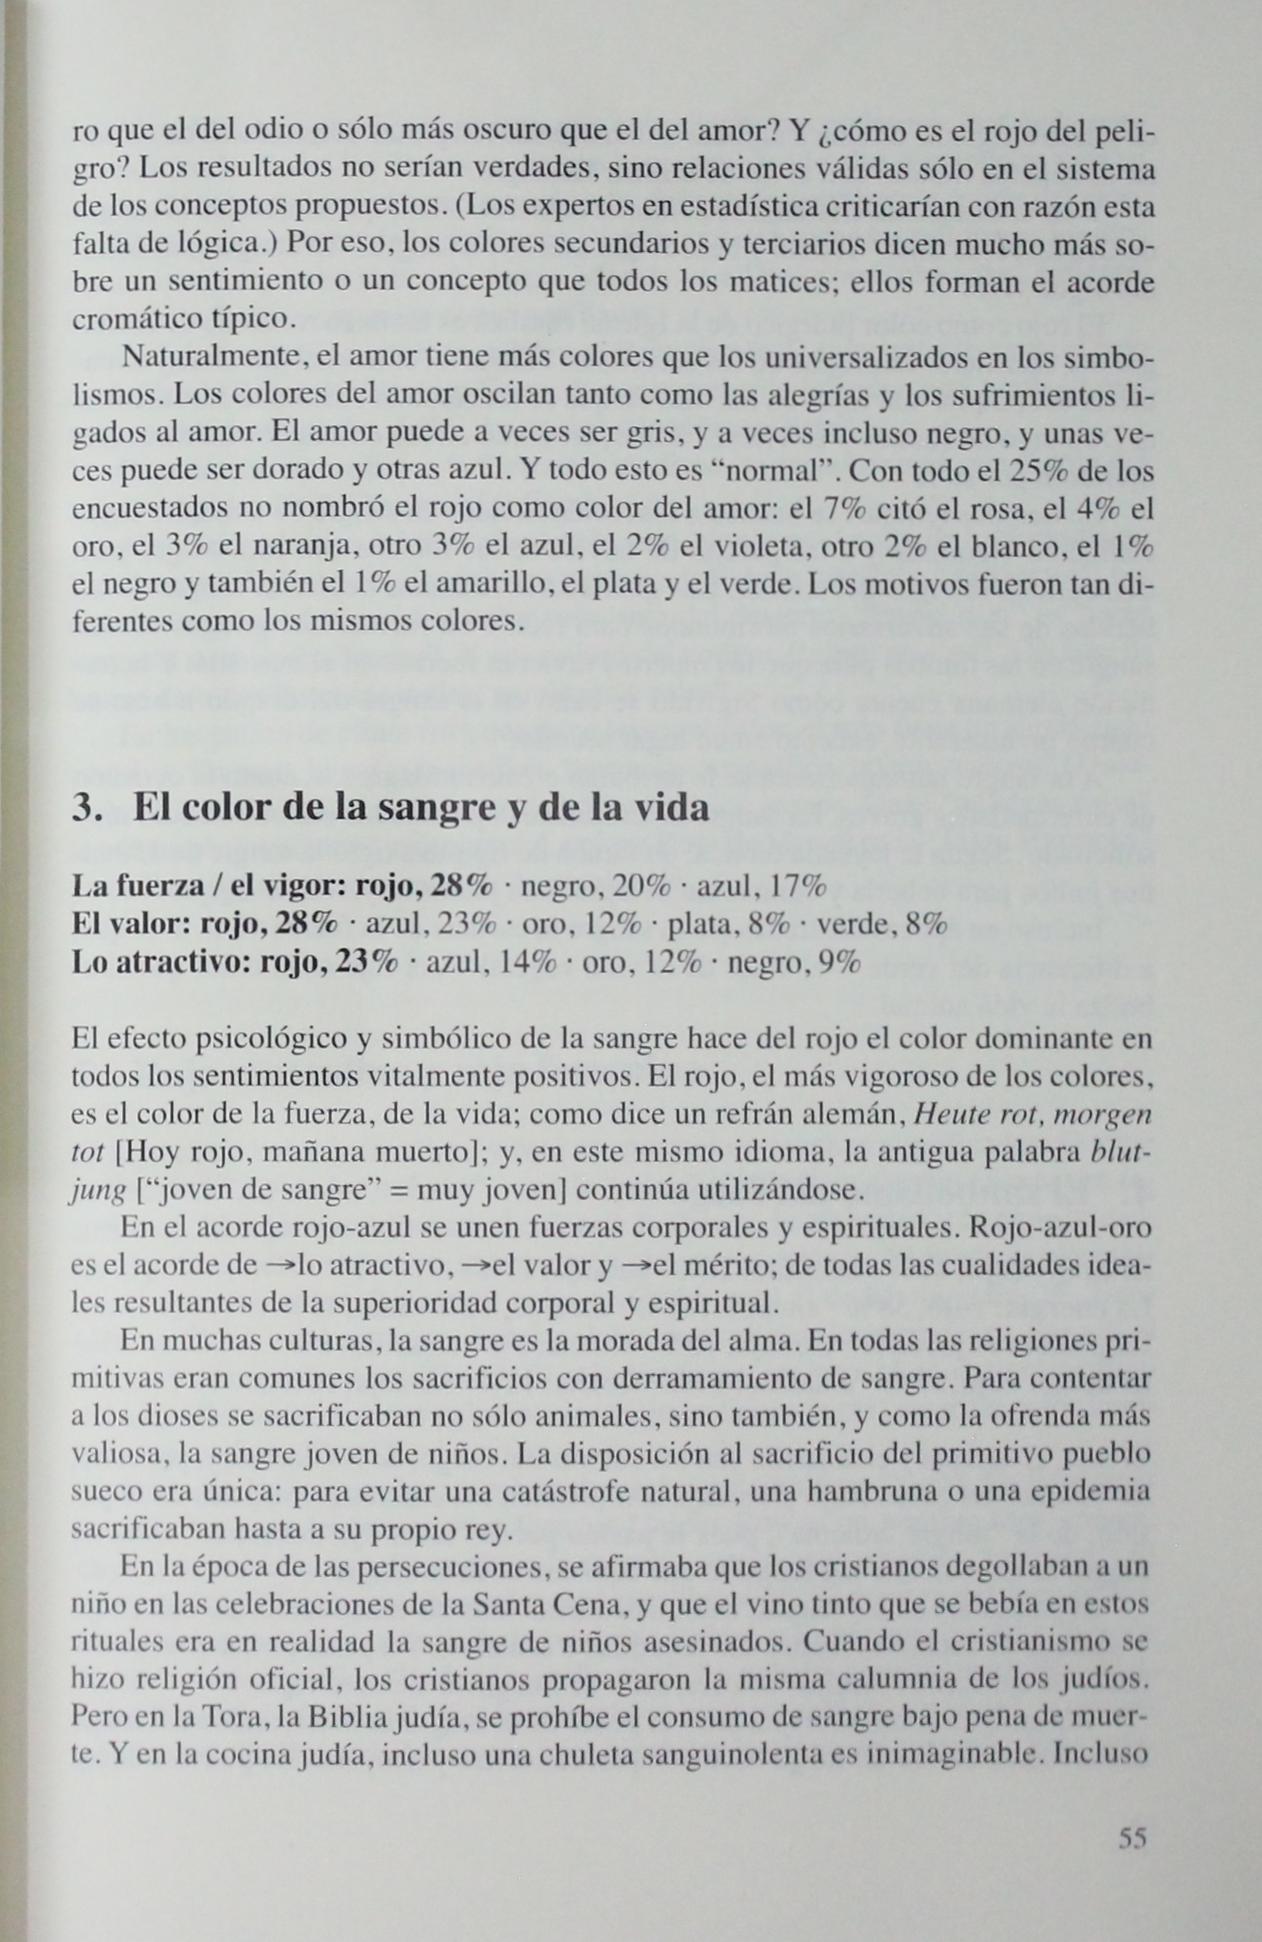 ro que el del odio o sólo más oscuro que el del amor? Y ¿cómo es el rojo del peli-
gro? Los resultados no serían verdades, sino relaciones válidas sólo en el sistema
de los conceptos propuestos. (Los expertos en estadística criticarían con razón esta
falta de lógica.) Por eso, los colores secundarios y terciarios dicen mucho más so-
bre un sentimiento o un concepto que todos los matices; ellos forman el acorde
cromático típico.
Naturalmente, el amor tiene más colores que los universalizados en los simbo-
lismos. Los colores del amor oscilan tanto como las alegrías y los sufrimientos li-
gados al amor. El amor puede a veces ser gris, y a veces incluso negro, y unas ve-
ces puede ser dorado y otras azul. Y todo esto es “normal”. Con todo el 25% de los
encuestados no nombró el rojo como color del amor: el 7% citó el rosa, el 4% el
oro, el 3% el naranja, otro 3% el azul, el 2% el violeta, otro 2% el blanco, el 1%
el negro y también el 1% el amarillo, el plata y el verde. Los motivos fueron tan di-
ferentes como los mismos colores.
3. El color de la sangre y de la vida
La fuerza / el vigor: rojo, 28% · negro, 20% · azul, 17%
El valor: rojo, 28% · azul, 23% · oro, 12% · plata, 8% · verde, 8%
Lo atractivo: rojo, 23% · azul, 14% · oro, 12% · negro, 9%
El efecto psicológico y simbólico de la sangre hace del rojo el color dominante en
todos los sentimientos vitalmente positivos. El rojo, el más vigoroso de los colores,
es el color de la fuerza, de la vida; como dice un refrán alemán, Heute rot, morgen
tot [Hoy rojo, mañana muerto]; y, en este mismo idioma, la antigua palabra blut-
jung [“joven de sangre” = muy joven] continúa utilizándose.
En el acorde rojo-azul se unen fuerzas corporales y espirituales. Rojo-azul-oro
es el acorde de →lo atractivo, →el valor y →el mérito; de todas las cualidades idea-
les resultantes de la superioridad corporal y espiritual.
En muchas culturas, la sangre es la morada del alma. En todas las religiones pri-
mitivas eran comunes los sacrificios con derramamiento de sangre. Para contentar
a los dioses se sacrificaban no sólo animales, sino también, y como la ofrenda más
valiosa, la sangre joven de niños. La disposición al sacrificio del primitivo pueblo
sueco era única: para evitar una catástrofe natural, una hambruna o una epidemia
sacrificaban hasta a su propio rey.
En la época de las persecuciones, se afirmaba que los cristianos degollaban a un
niño en las celebraciones de la Santa Cena, y que el vino tinto que se bebía en estos
rituales era en realidad la sangre de niños asesinados. Cuando el cristianismo se
hizo religión oficial, los cristianos propagaron la misma calumnia de los judíos.
Pero en la Tora, la Biblia judía, se prohíbe el consumo de sangre bajo pena de muer-
te. Y en la cocina judía, incluso una chuleta sanguinolenta es inimaginable. Incluso
55